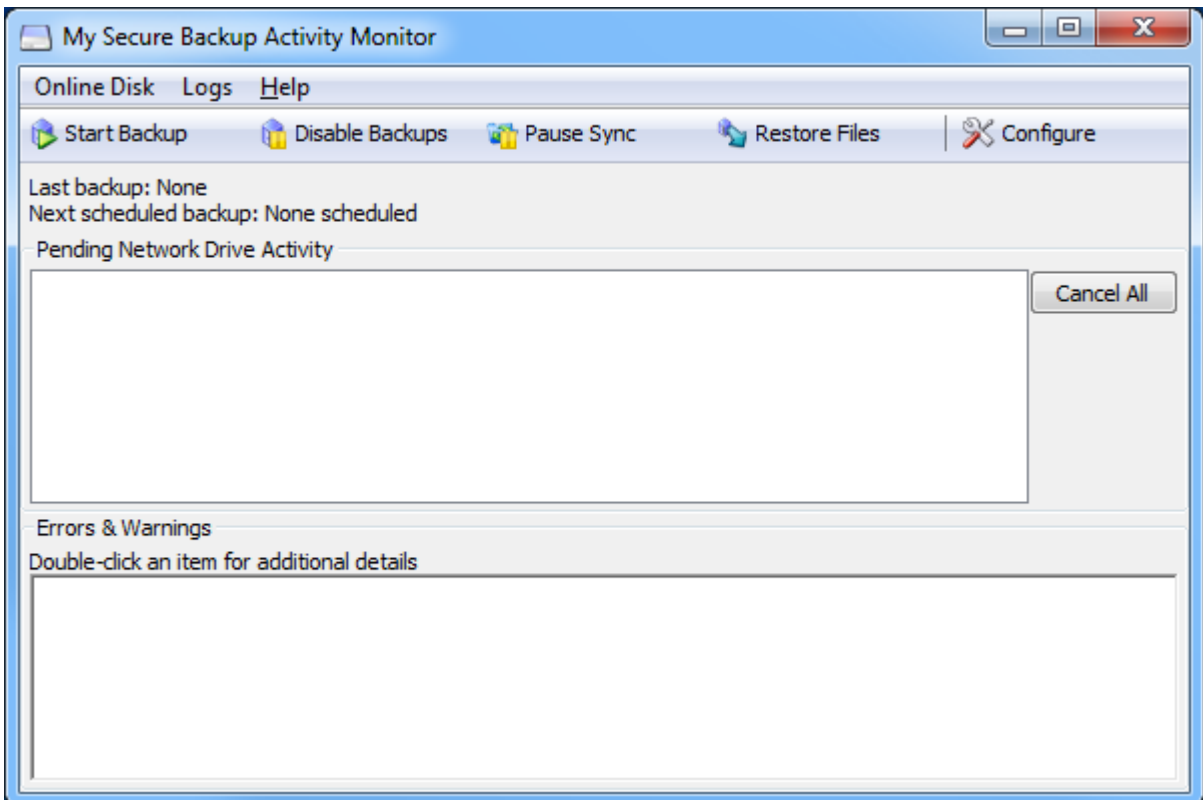 My Secure Backup Activity Monitor
Online Disk Logs Help
Start Backup Disable Backups Pause Sync Restore Files Configure
Last backup: None
Next scheduled backup: None scheduled
Pending Network Drive Activity
Cancel All
Errors & Warnings
Double-click an item for additional details